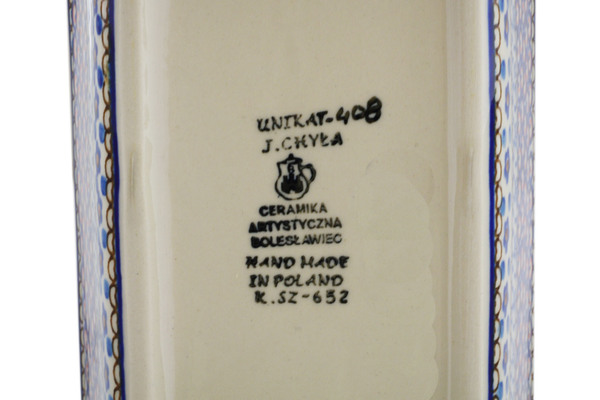 UNIKAT-408
J. CHYŁA
CERAMIKA
ARTYSTYCZNA
BOLESŁAWIEC
HAND MADE
IN POLAND
K.SZ-652